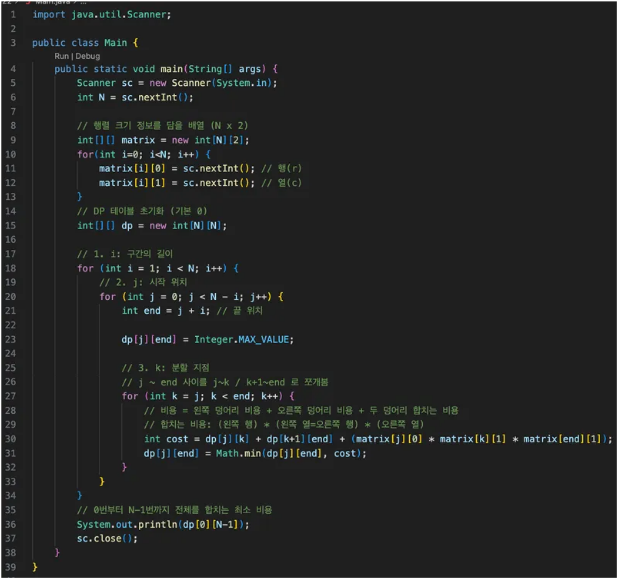 import java.util.Scanner;
public class Main {
Run | Debug
public static void main(String[] args) {
Scanner sc = new Scanner(System.in);
int N = sc.nextInt();
// 행렬 크기 정보를 담을 배열 (N x 2)
int[][] matrix = new int[N][2];
for(int i=0; i<N; i++) {
matrix[i][0] = sc.nextInt(); // 행(r)
matrix[i][1] = sc.nextInt(); // 열(c)
}
// DP 테이블 초기화 (기본 0)
int[][] dp = new int[N][N];
// 1. i: 구간의 길이
for (int i = 1; i < N; i++) {
// 2. j: 시작 위치
for (int j = 0; j < N - i; j++) {
int end = j + i; // 끝 위치
dp[j][end] = Integer.MAX_VALUE;
// 3. k: 분할 지점
// j ~ end 사이를 j~k / k+1~end 로 쪼개봄
for (int k = j; k < end; k++) {
// 비용 = 왼쪽 덩어리 비용 + 오른쪽 덩어리 비용 + 두 덩어리 합치는 비용
// 합치는 비용: (왼쪽 행) * (왼쪽 열=오른쪽 행) * (오른쪽 열)
int cost = dp[j][k] + dp[k+1][end] + (matrix[j][0] * matrix[k][1] * matrix[end][1]);
dp[j][end] = Math.min(dp[j][end], cost);
}
}
}
// 0번부터 N-1번까지 전체를 합치는 최소 비용
System.out.println(dp[0][N-1]);
sc.close();
}
}